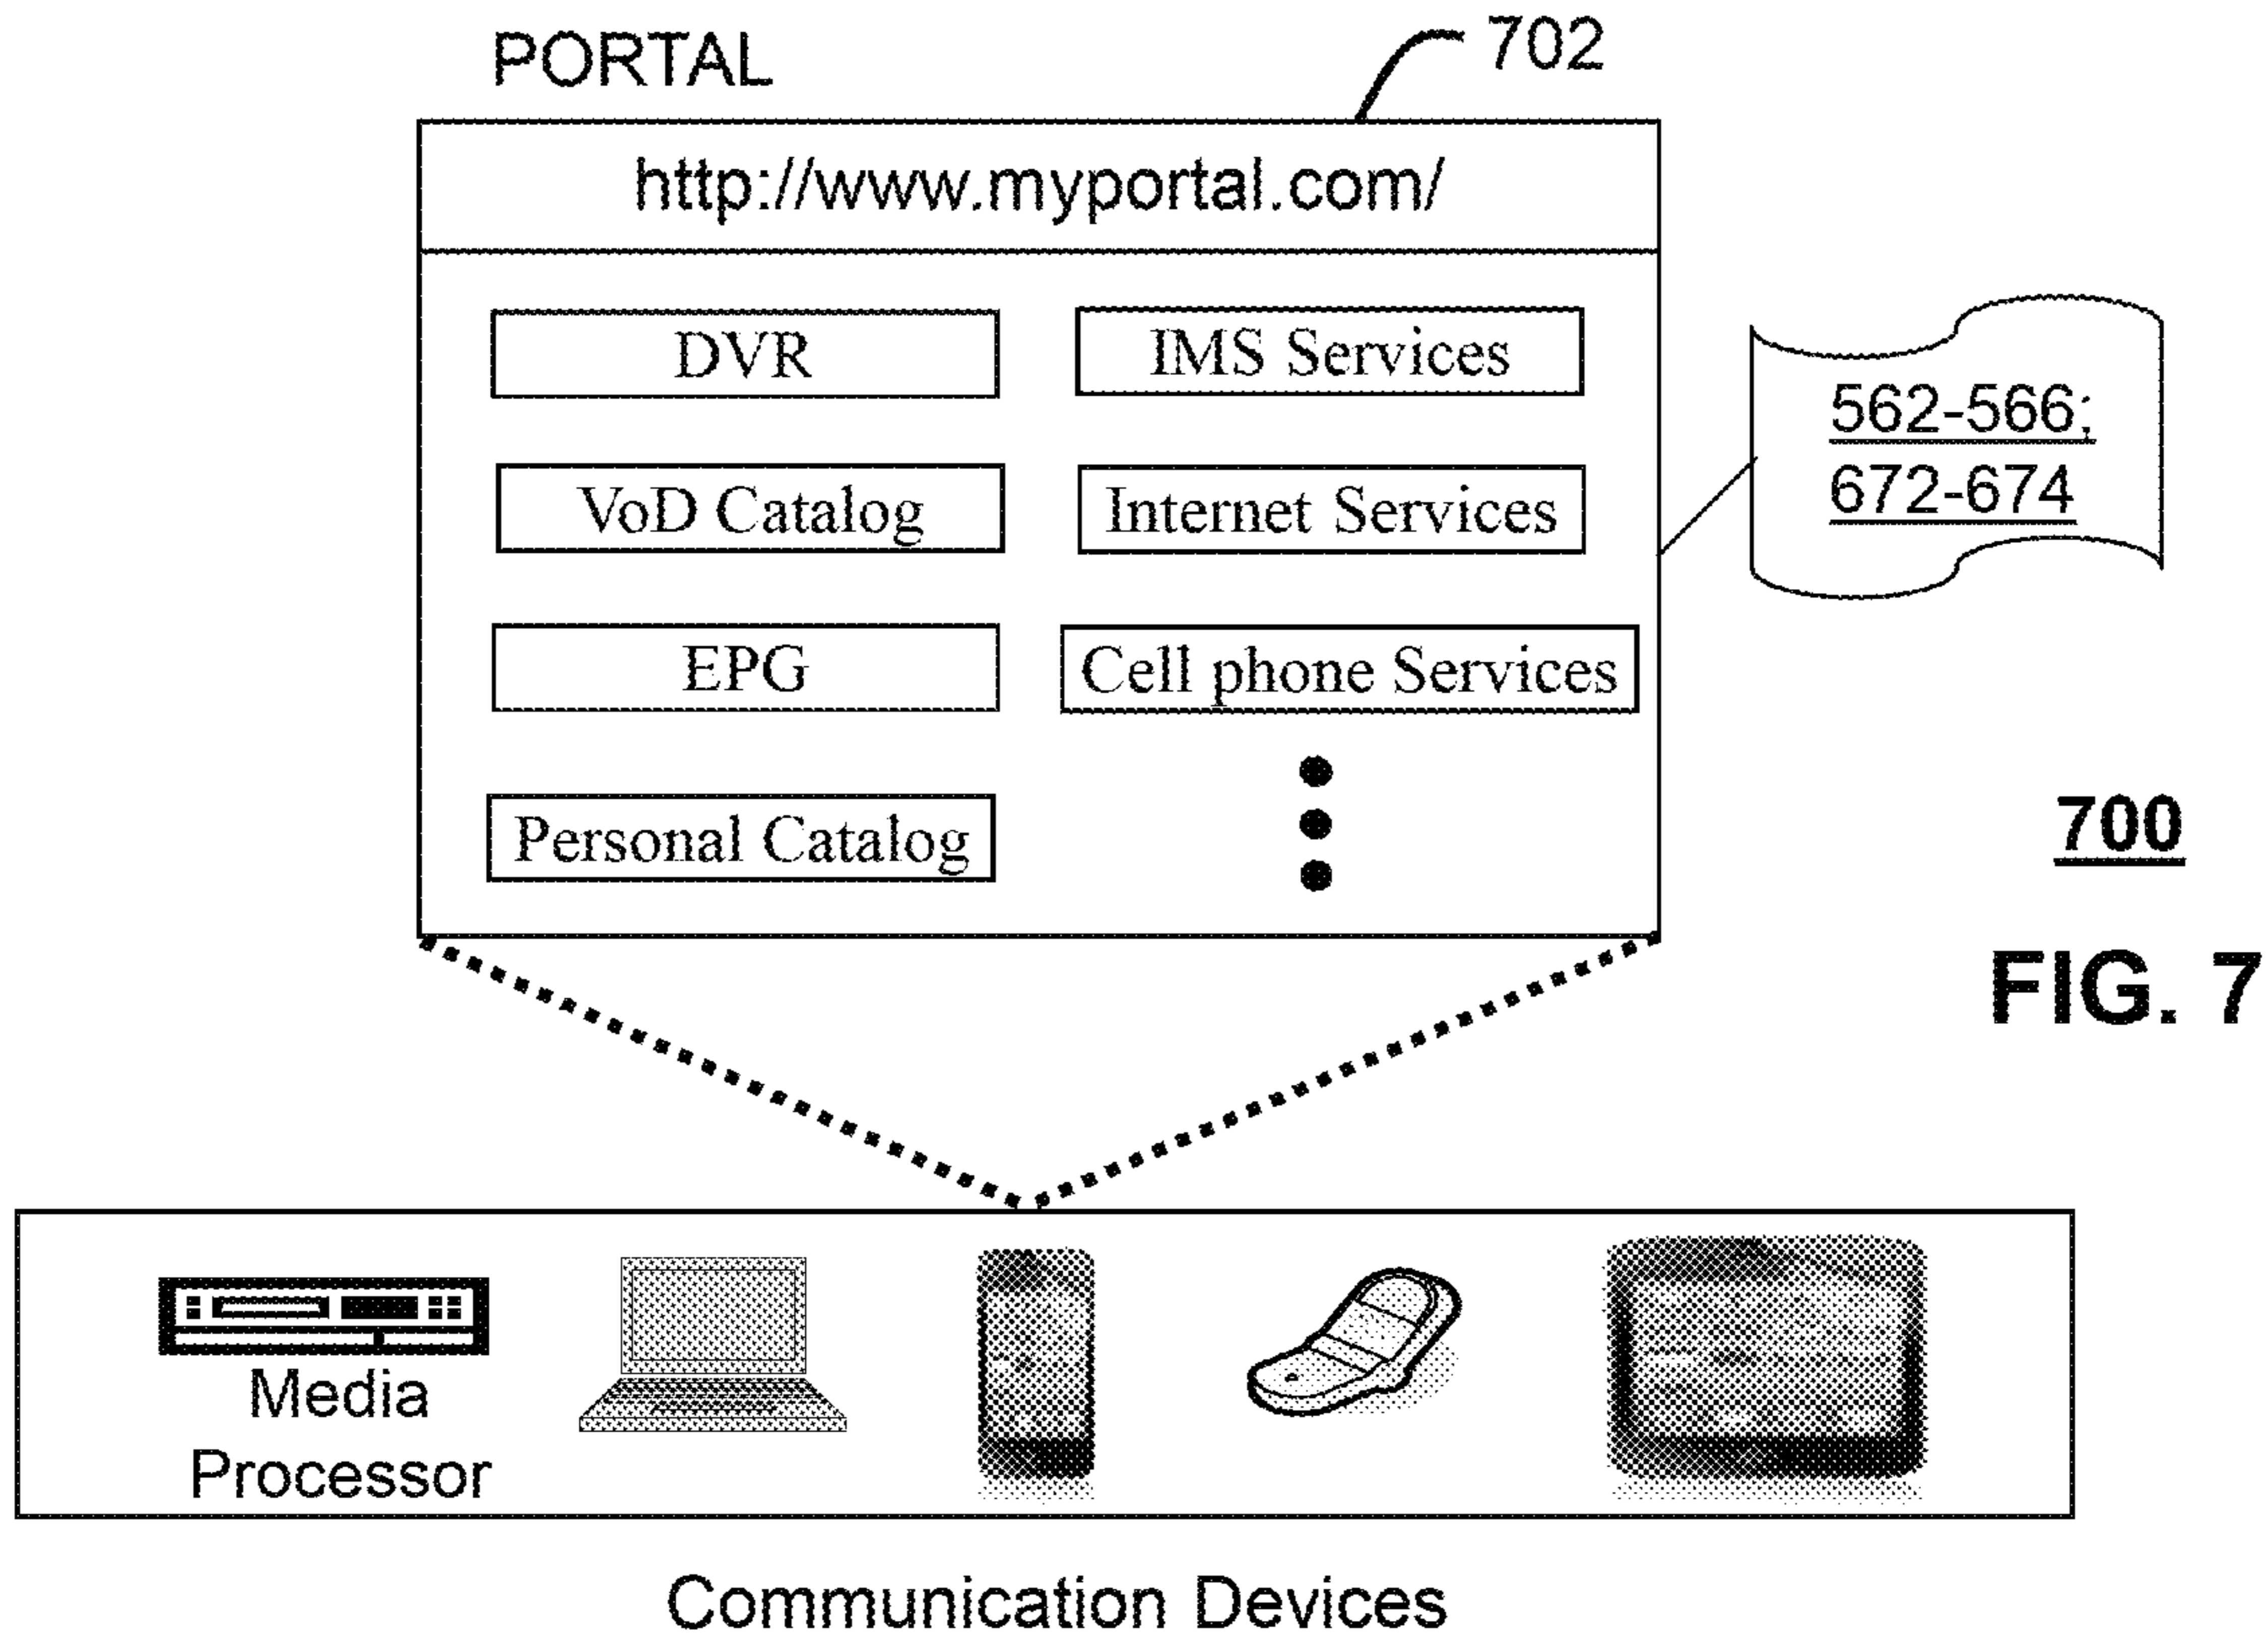 PORTAL
702
http://www.myportal.com/
DVR
IMS Services
VoD Catalog
Internet Services
EPG
Cell phone Services
Personal Catalog
562-566;
672-674
700
FIG. 7
Media
Processor
Communication Devices